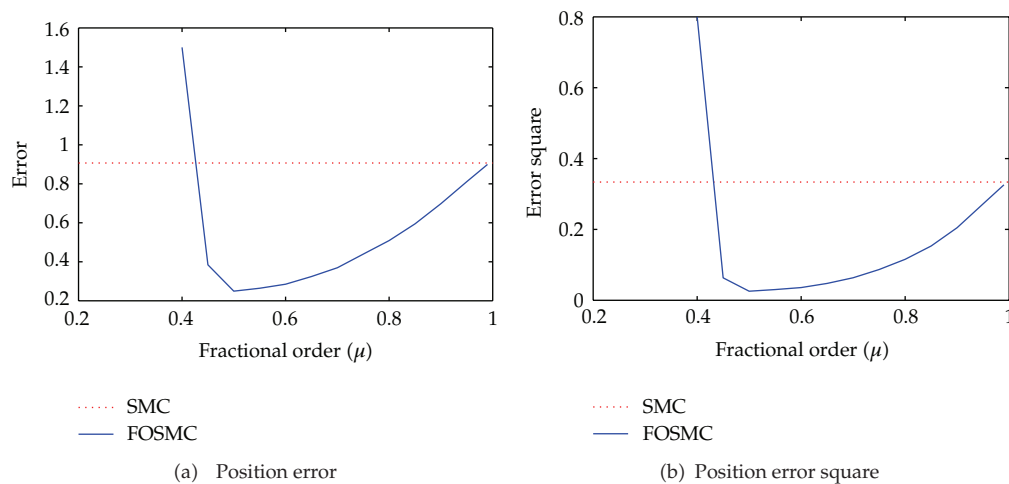 1.6
1.4
1.2
1
0.8
0.6
0.4
0.2
Error
0.2 0.4 0.6 0.8 1
Fractional order (μ)
SMC
FOSMC
(a) Position error
0.8
0.6
0.4
0.2
0
Error square
0.2 0.4 0.6 0.8 1
Fractional order (μ)
SMC
FOSMC
(b) Position error square